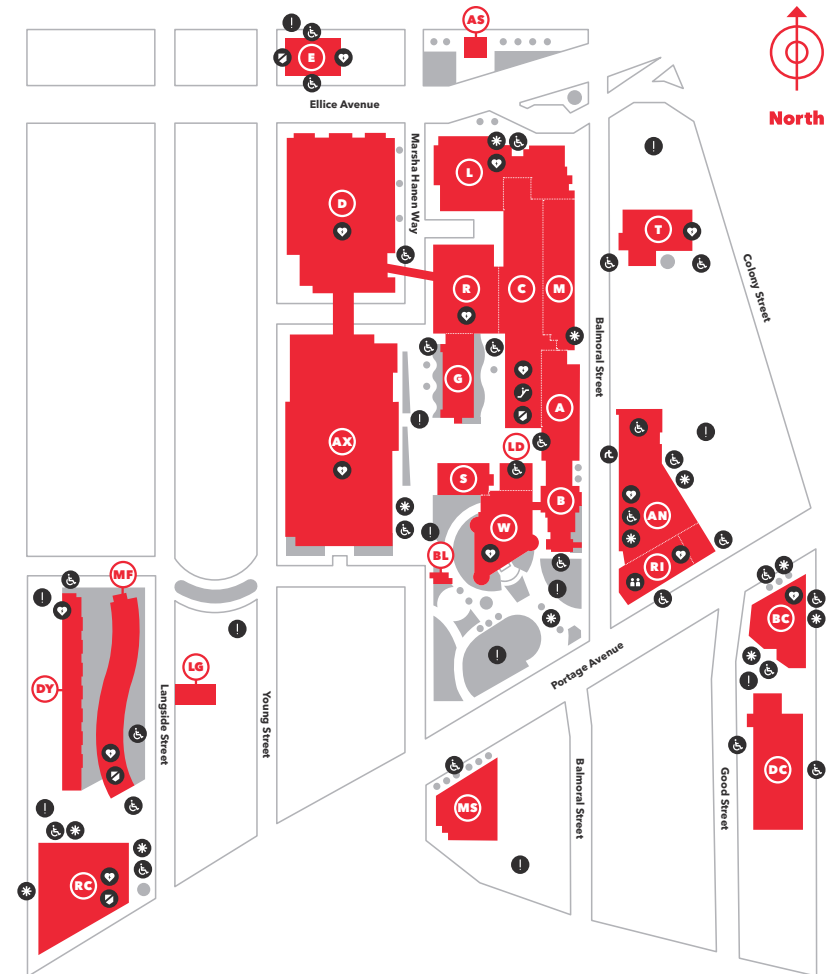 AS
E
Ellice Avenue
North
Marsha Hanen Way
L
D
T
Colony Street
R
C
M
Balmoral Street
G
A
AX
LD
S
B
W
AN
BL
RI
MF
BC
LG
DY
Langside Street
Young Street
Portage Avenue
DC
MS
Balmoral Street
Good Street
RC